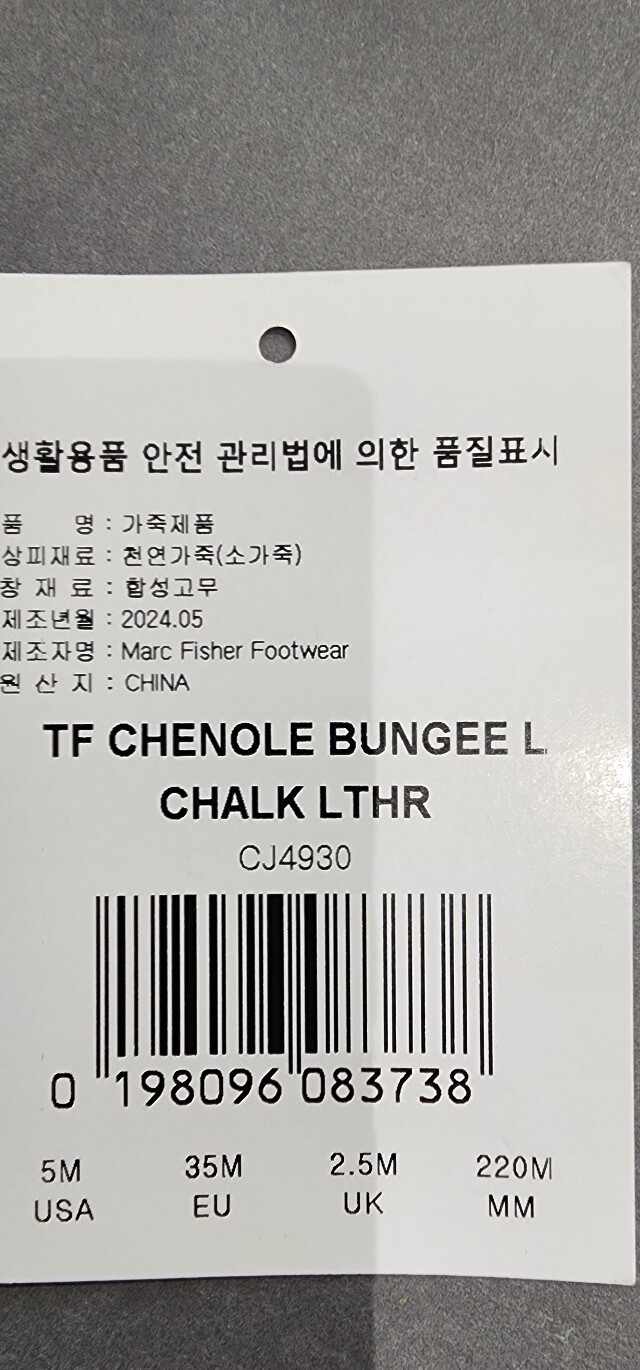 생활용품 안전 관리법에 의한 품질표시
품 명 : 가죽제품
상피재료 : 천연가죽(소가죽)
창 재 료 : 합성고무
제조년월 : 2024.05
제조자명 : Marc Fisher Footwear
원 산 지 : CHINA
TF CHENOLE BUNGEE L
CHALK LTHR
CJ4930
0 198096 083738
5M 35M 2.5M 220M
USA EU UK MM